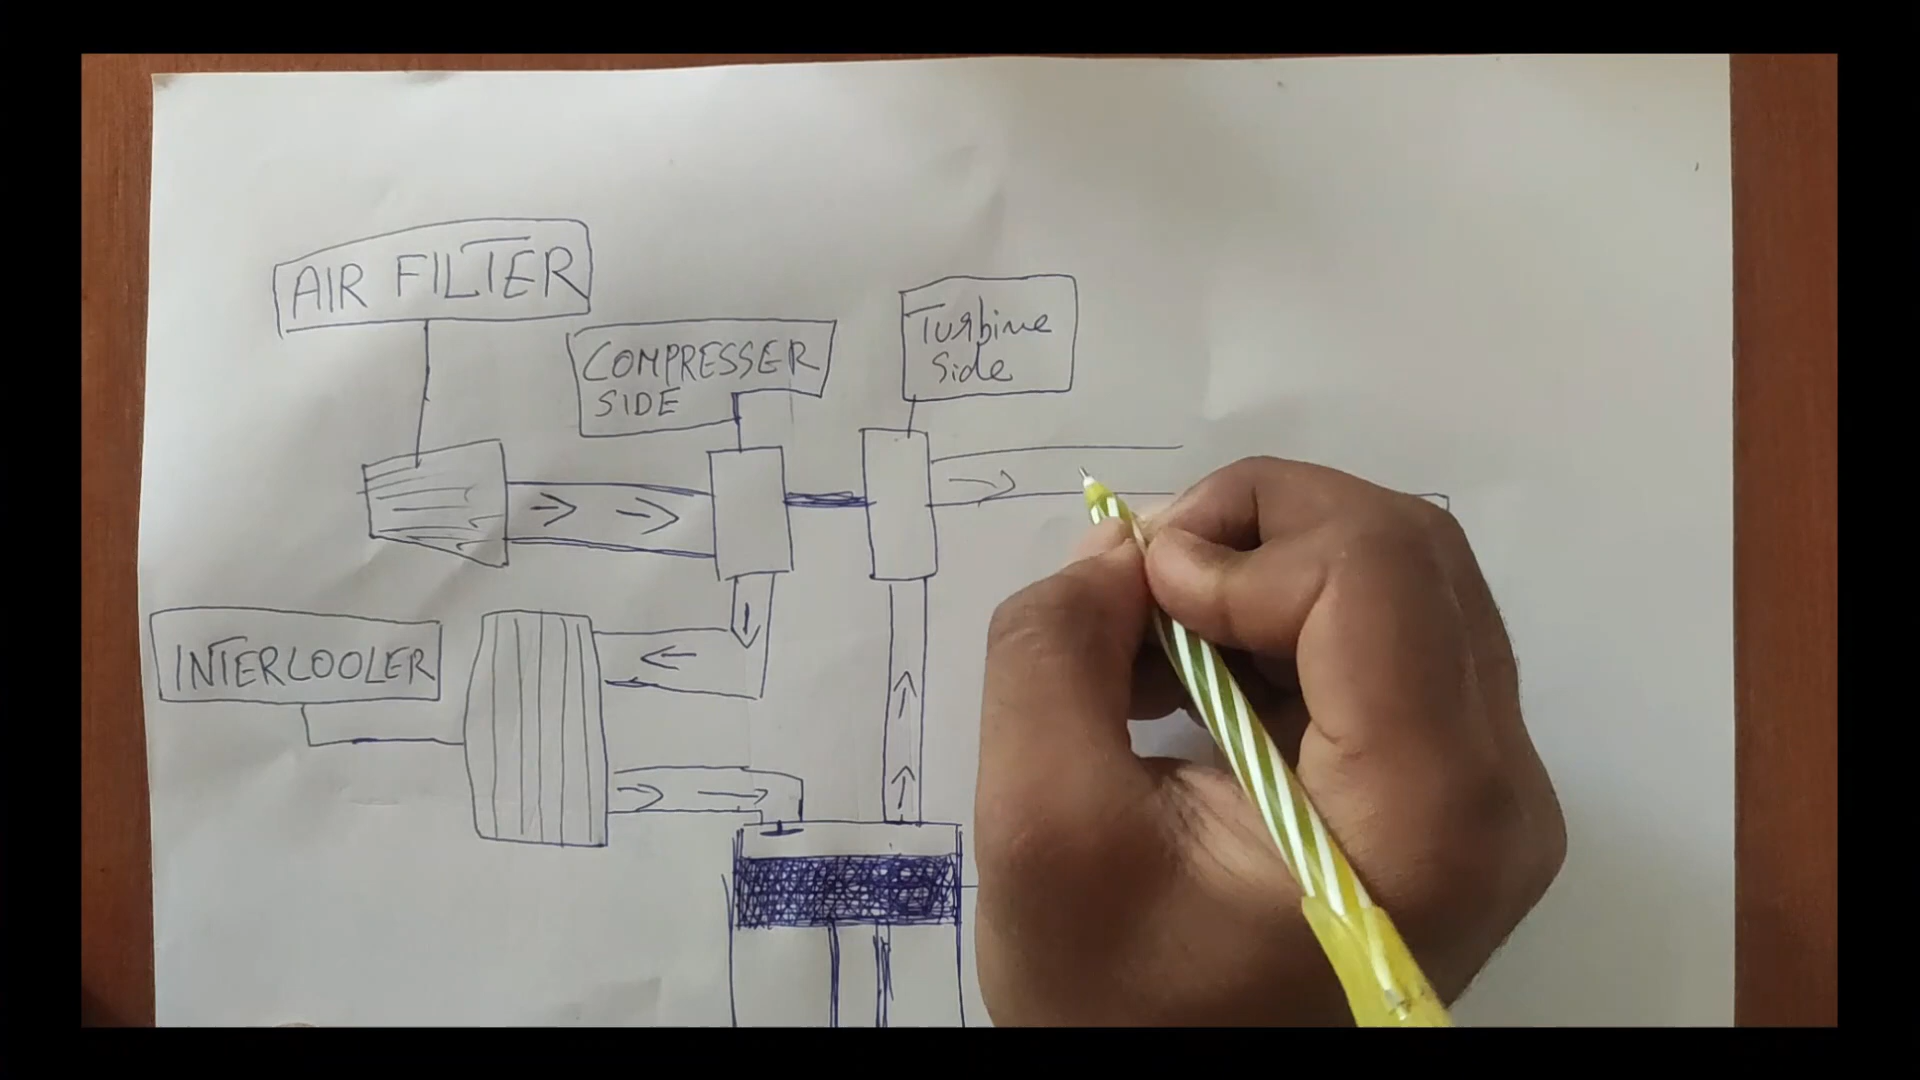 AIR FILTER
COMPRESSER
SIDE
Turbine
Side
INTERCOOLER